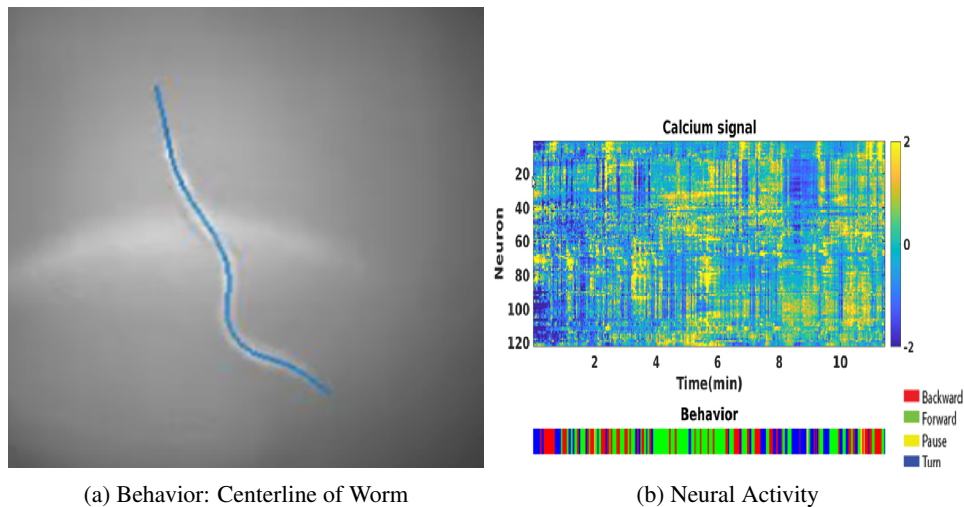 Calcium signal
Neuron
20
40
60
80
100
120
2
4
6
8
10
Time(min)
2
0
-2
Behavior
Backward
Forward
Pause
Turn
(a) Behavior: Centerline of Worm
(b) Neural Activity